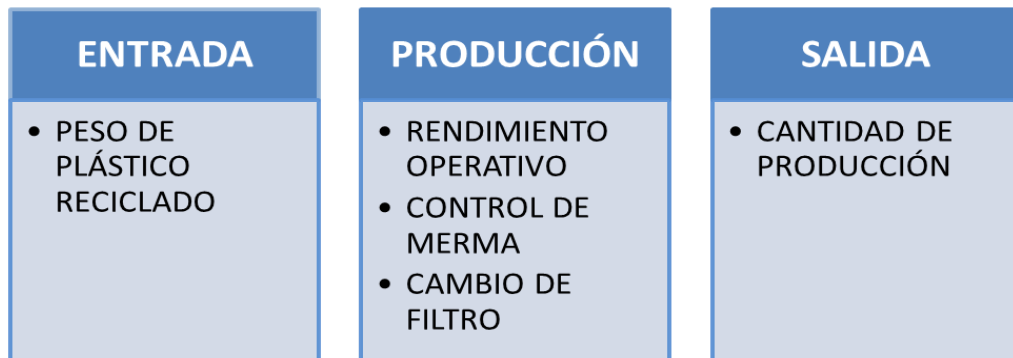 ENTRADA
• PESO DE
PLÁSTICO
RECICLADO
PRODUCCIÓN
• RENDIMIENTO
OPERATIVO
• CONTROL DE
MERMA
• CAMBIO DE
FILTRO
SALIDA
• CANTIDAD DE
PRODUCCIÓN